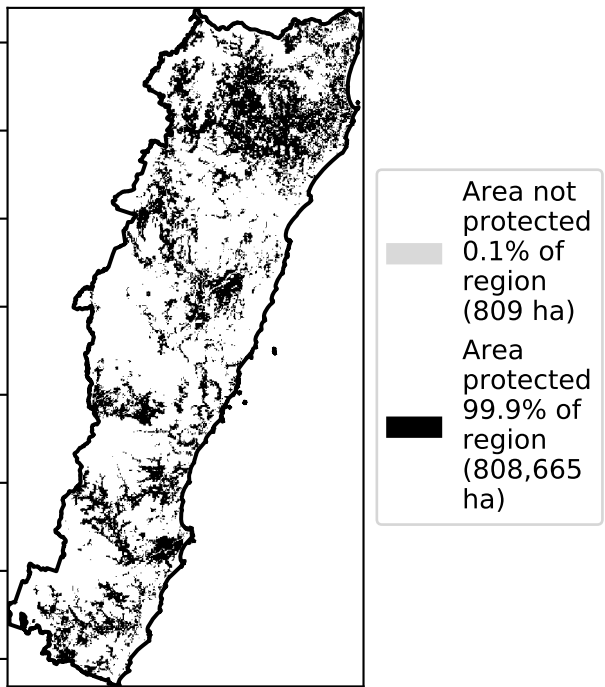 Area not
protected
0.1% of
region
(809 ha)
Area
protected
99.9% of
region
(808,665
ha)